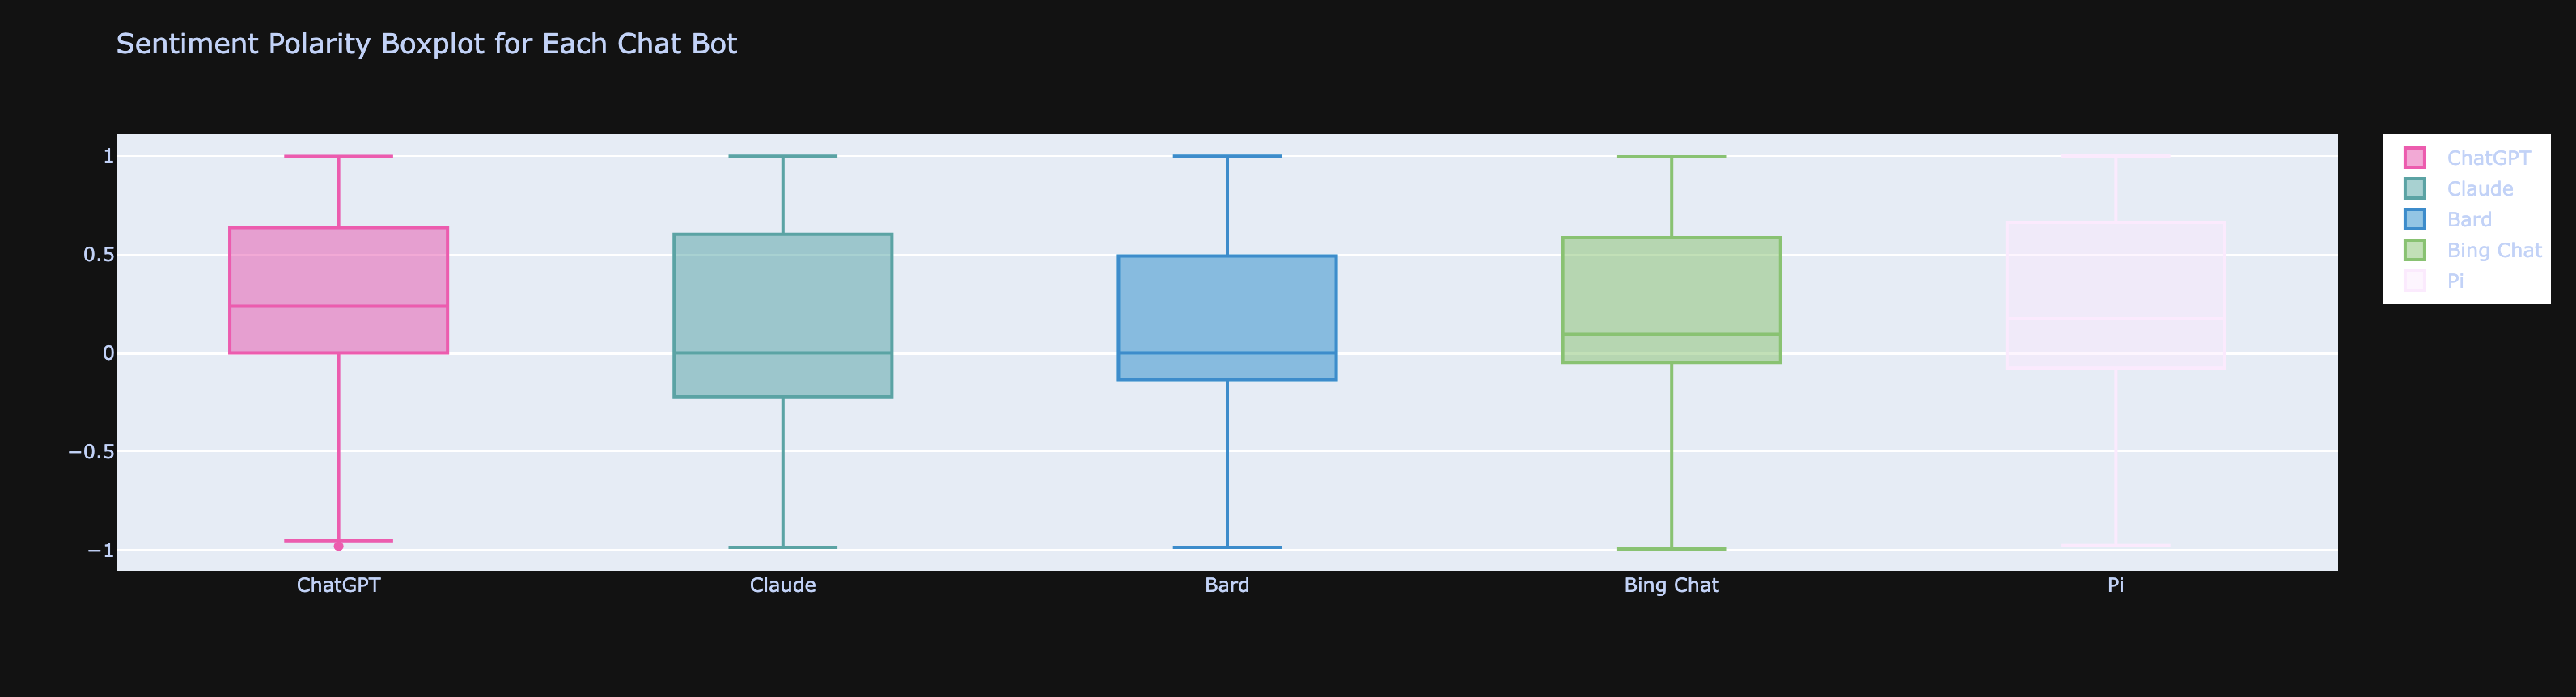 Sentiment Polarity Boxplot for Each Chat Bot
1
0.5
0
−0.5
−1
ChatGPT
Claude
Bard
Bing Chat
Pi
ChatGPT
Claude
Bard
Bing Chat
Pi